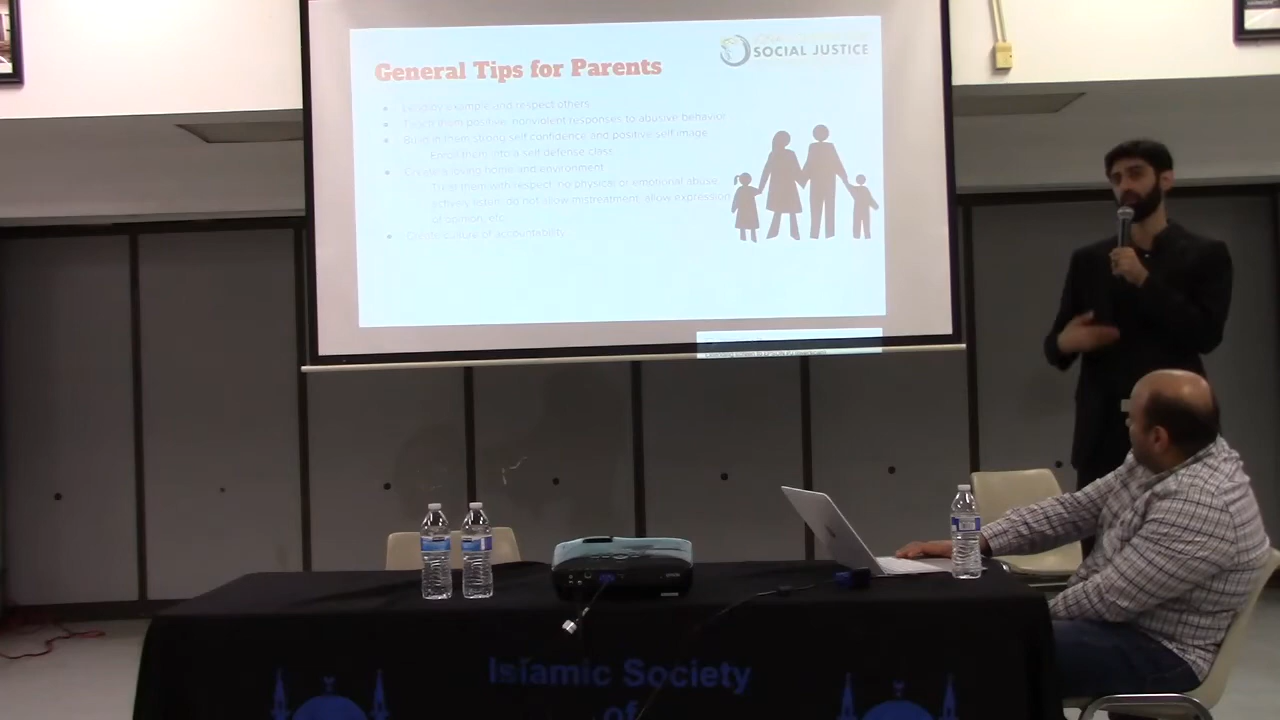 SOCIAL JUSTICE
General Tips for Parents
Lead by example and respect others
Teach them positive, nonviolent responses to abusive behavior
Build in them strong self confidence and positive self image
Enroll them into a self defense class
Create a loving home and environment
Treat them with respect, no physical or emotional abuse,
actively listen, do not allow mistreatment, allow expression
of opinion, etc
Create culture of accountability
Islamic Society
of